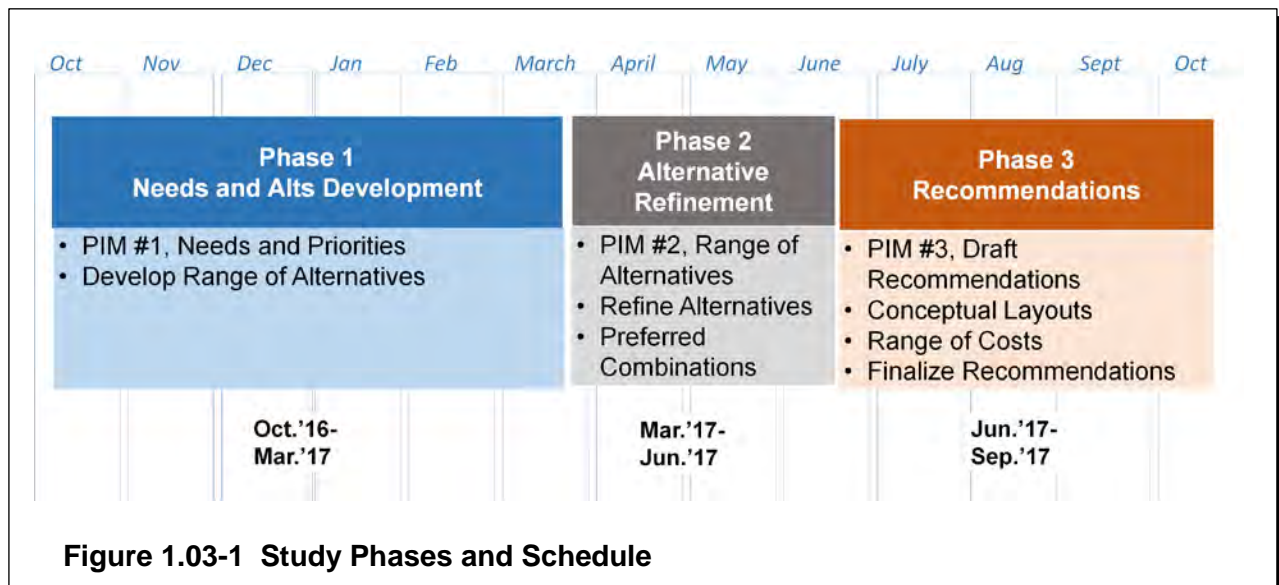 Oct Nov Dec Jan Feb March April May June July Aug Sept Oct
Phase 1
Needs and Alts Development
• PIM #1, Needs and Priorities
• Develop Range of Alternatives
Oct.'16-
Mar.'17
Phase 2
Alternative
Refinement
• PIM #2, Range of
Alternatives
• Refine Alternatives
• Preferred
Combinations
Mar.'17-
Jun.'17
Phase 3
Recommendations
• PIM #3, Draft
Recommendations
• Conceptual Layouts
• Range of Costs
• Finalize Recommendations
Jun.'17-
Sep.'17
Figure 1.03-1 Study Phases and Schedule